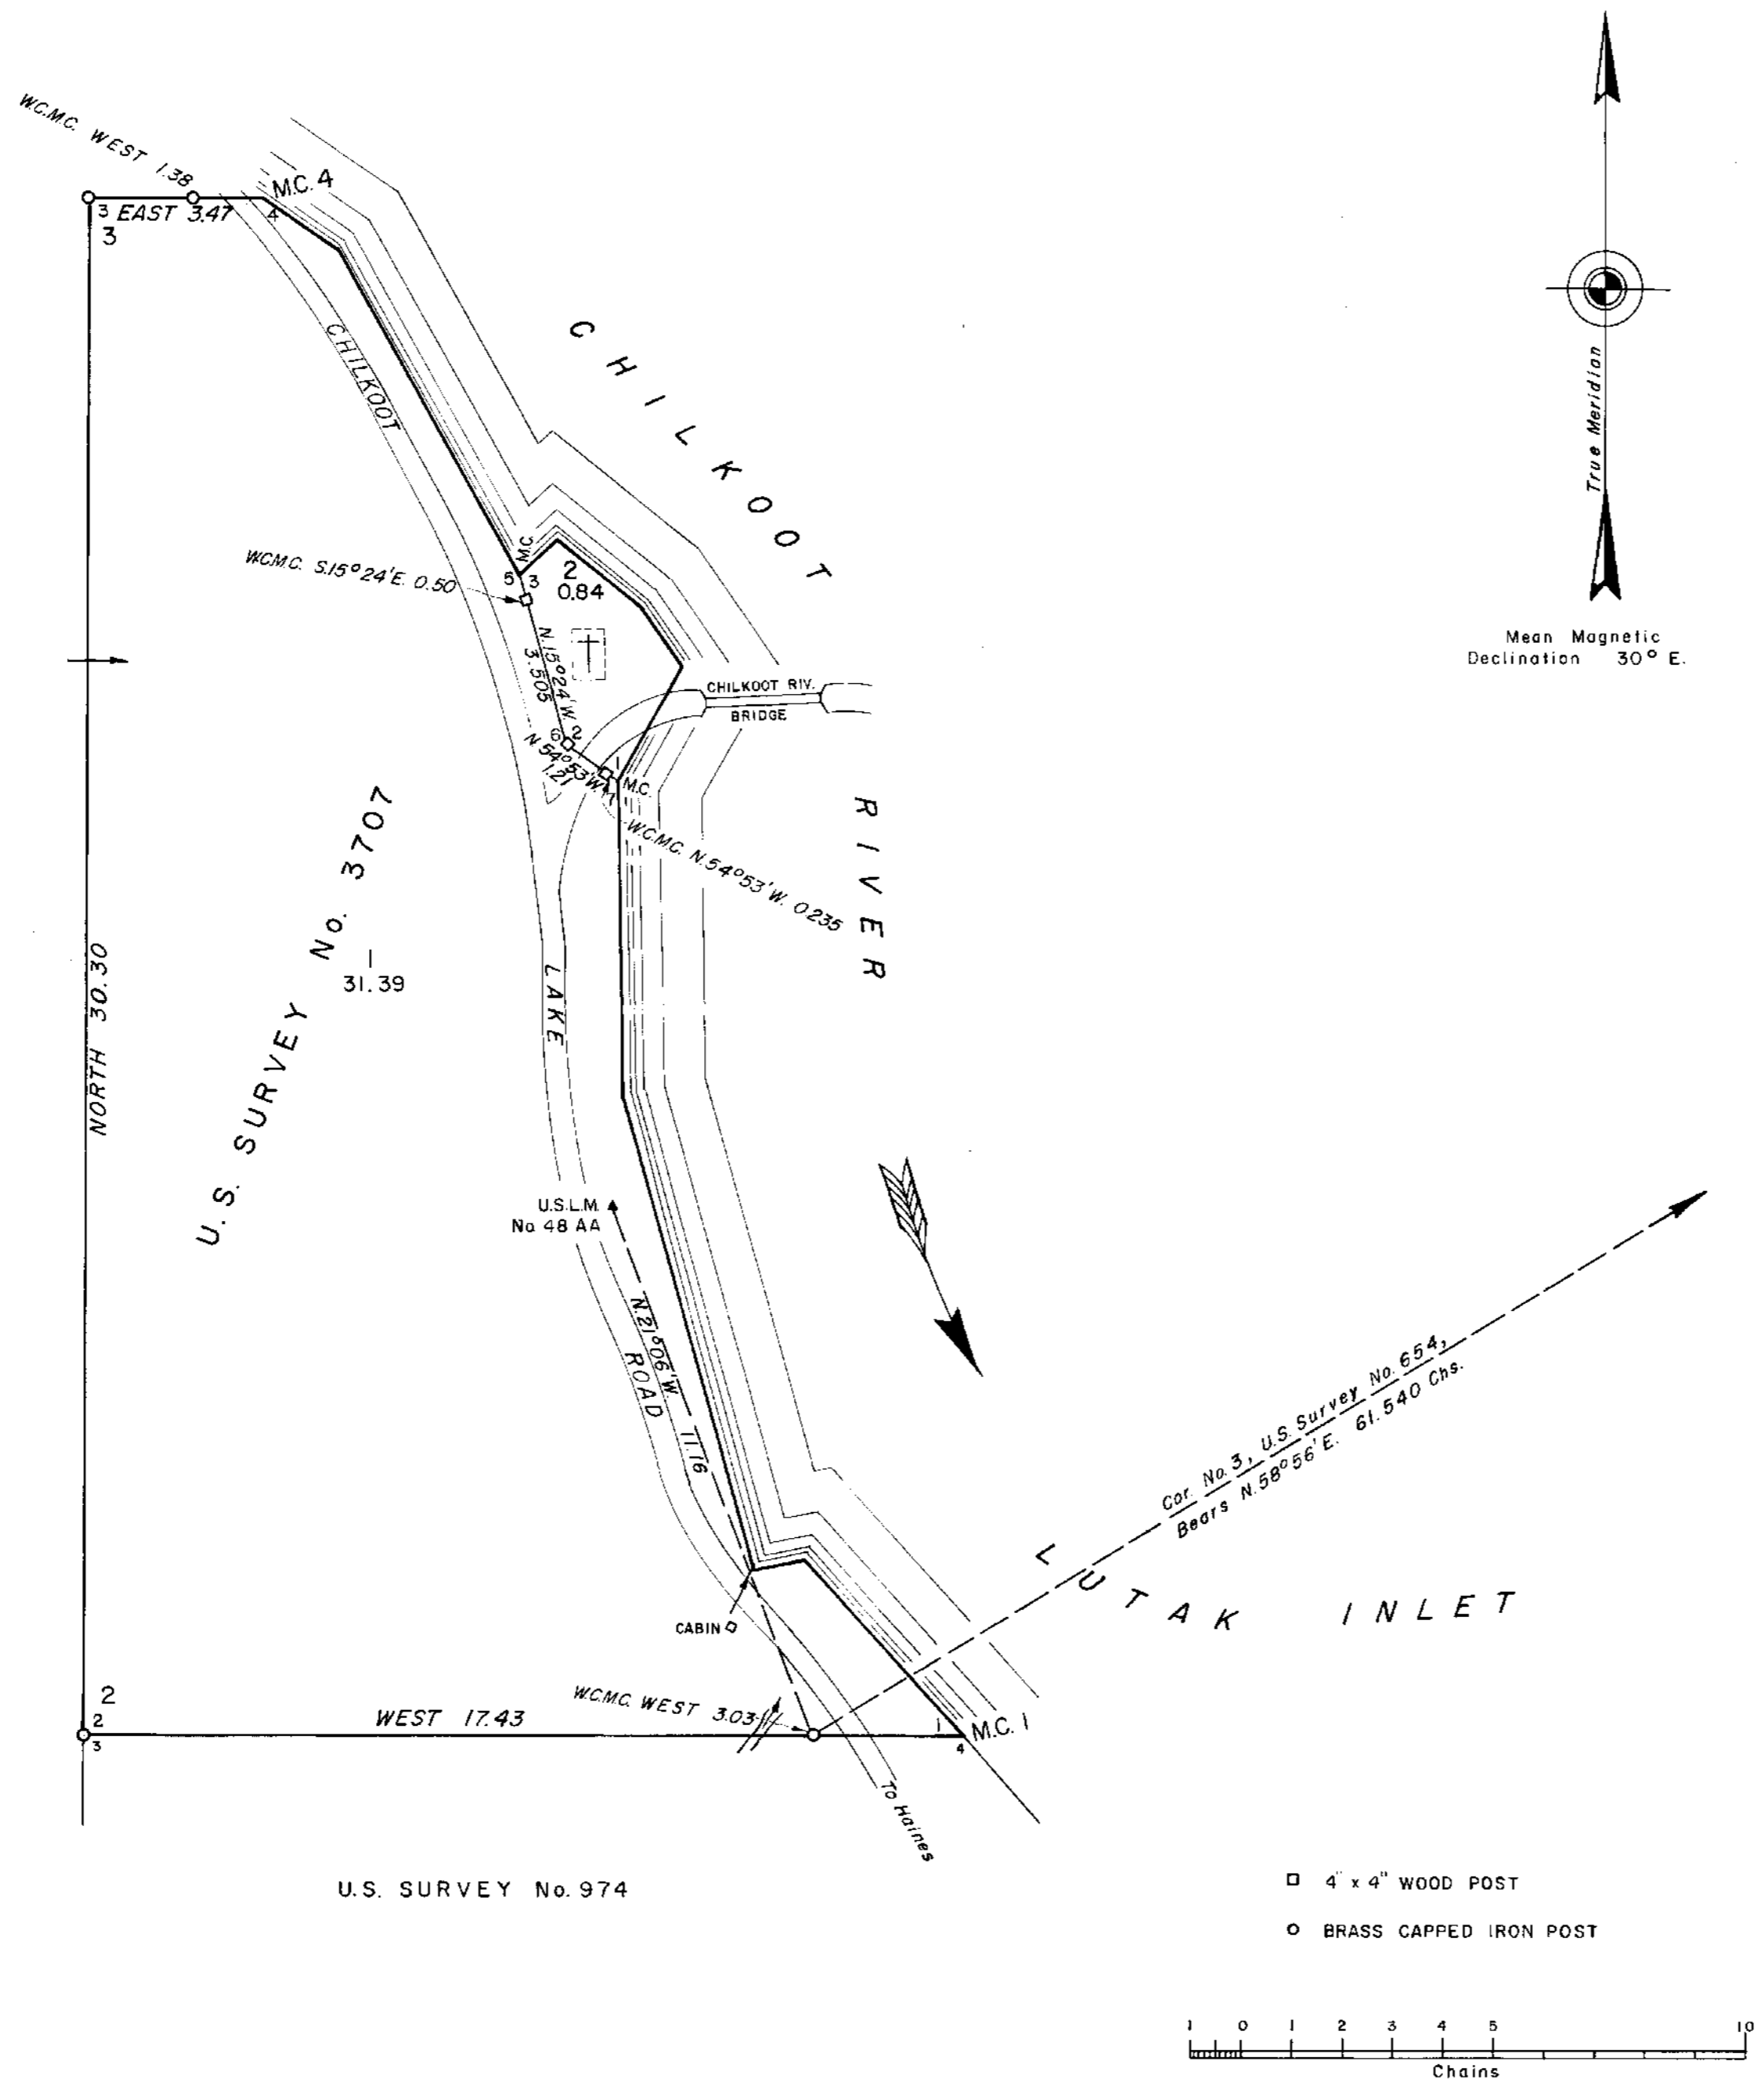 W.C.M.C. WEST 1.38
M.C. 4
3 EAST 3.47 4
3
CHILKOOT
CHILKOOT
RIVER
True Meridian
Mean Magnetic
Declination 30° E.
M.C.
W.C.M.C. S.15°24'E. 0.50
5 3
2
0.84
N.15°24'W.
3.505
CHILKOOT RIV.
BRIDGE
6 2
N 54°53'W
1.21
1
7
M.C.
W.C.M.C. N.54°53'W. 0.235
U.S. SURVEY No. 3707
1
31.39
NORTH 30.30
LAKE
U.S.L.M.
No 48 AA
N.21°06'W. 11.16
ROAD
Cor. No. 3, U.S. Survey No. 654,
Bears N.58°56'E. 61.540 Chs.
LUTAK INLET
CABIN
2
2
3
WEST 17.43
W.C.M.C. WEST 3.03
1
M.C. 1
4
To Haines
U.S. SURVEY No. 974
4" x 4" WOOD POST
BRASS CAPPED IRON POST
1 0 1 2 3 4 5 10
Chains